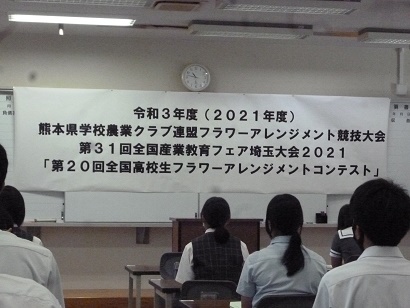 令和３年度（２０２１年度）
熊本県学校農業クラブ連盟フラワーアレンジメント競技大会
第３１回全国産業教育フェア埼玉大会２０２１
「第２０回全国高校生フラワーアレンジメントコンテスト」